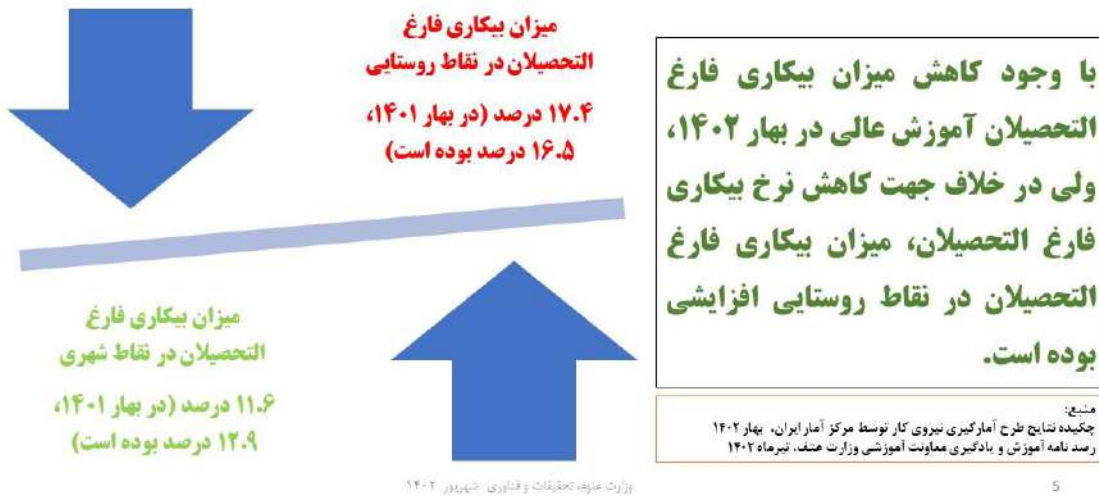 با وجود کاهش میزان بیکاری فارغ
التحصیلان آموزش عالی در بهار ۱۴۰۲،
ولی در خلاف جهت کاهش نرخ بیکاری
فارغ التحصیلان، میزان بیکاری فارغ
التحصیلان در نقاط روستایی افزایشی
بوده است.
منبع:
چکیده نتایج طرح آمارگیری نیروی کار توسط مرکز آمار ایران، بهار ۱۴۰۲
رصد نامه آموزش و یادگیری معاونت آموزشی وزارت عتف، تیرماه ۱۴۰۲
میزان بیکاری فارغ
التحصیلان در نقاط روستایی
۱۷.۴ درصد (در بهار ۱۴۰۱،
۱۶.۵ درصد بوده است)
میزان بیکاری فارغ
التحصیلان در نقاط شهری
۱۱.۶ درصد (در بهار ۱۴۰۱،
۱۲.۹ درصد بوده است)
وزارت علوم، تحقیقات و فناوری شهریور ۱۴۰۲
5